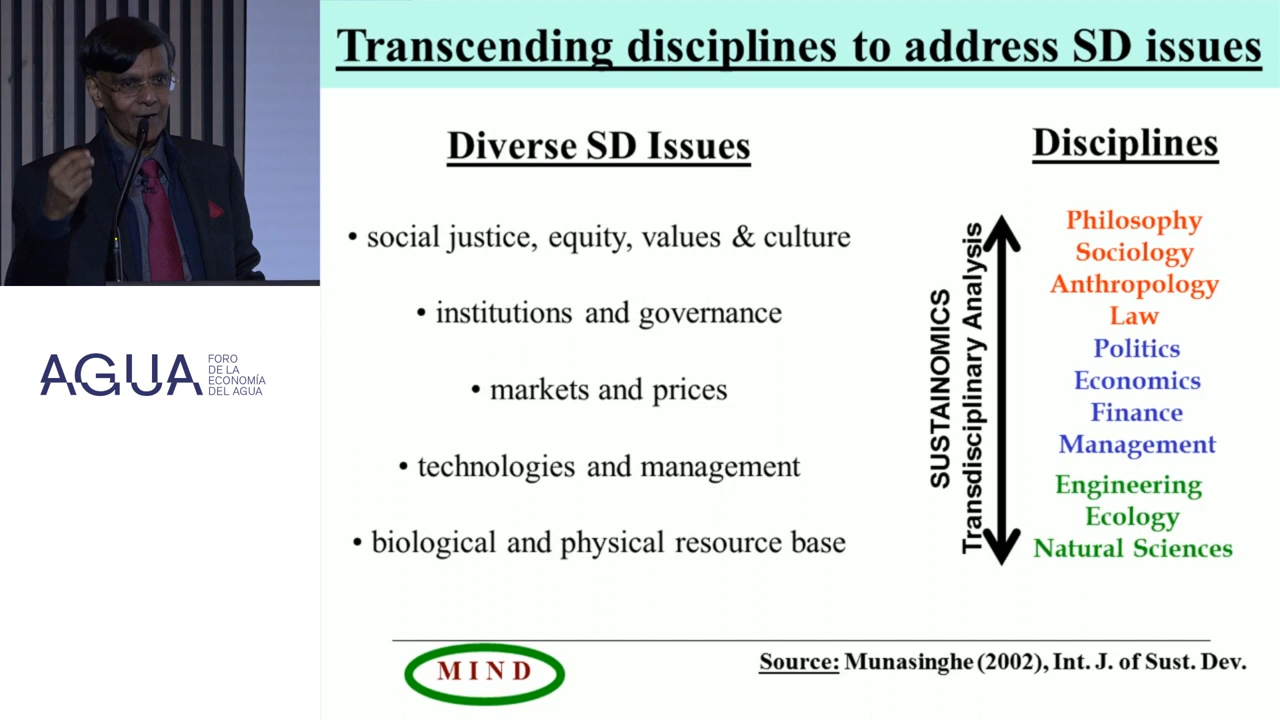 Transcending disciplines to address SD issues
Diverse SD Issues
• social justice, equity, values & culture
• institutions and governance
• markets and prices
• technologies and management
• biological and physical resource base
SUSTAINOMICS
Transdisciplinary Analysis
Disciplines
Philosophy
Sociology
Anthropology
Law
Politics
Economics
Finance
Management
Engineering
Ecology
Natural Sciences
AGUA
FORO
DE LA
ECONOMÍA
DEL AGUA
M I N D
Source: Munasinghe (2002), Int. J. of Sust. Dev.